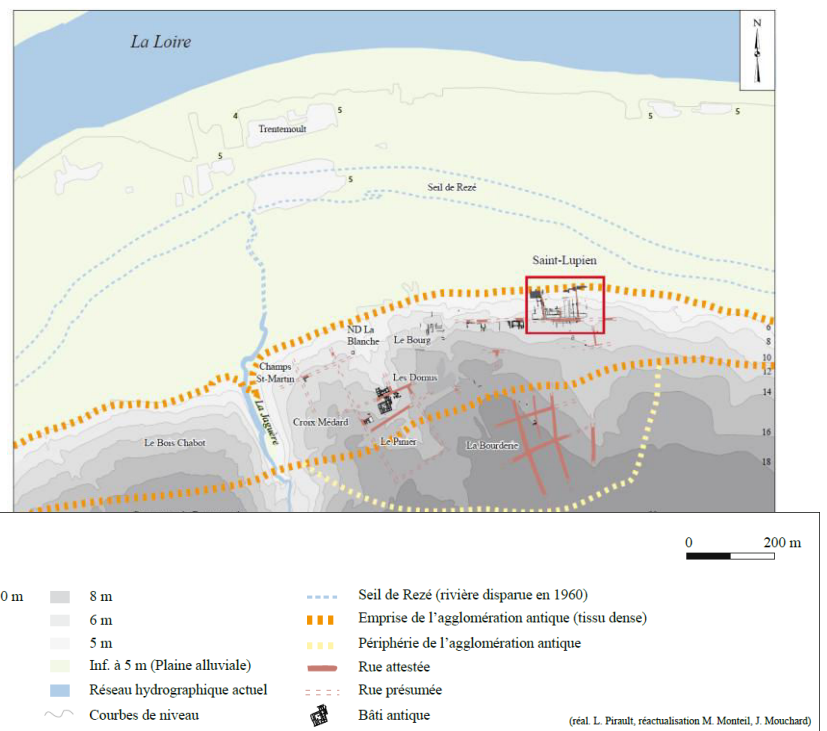 N
La Loire
4
5
Trentemoult
5
5
5
5
Seil de Rezé
Saint-Lupien
ND La
Blanche
Le Bourg
6
8
10
12
Champs
St-Martin
Les Domus
14
La Jaguère
Croix Médard
16
Le Bois Chabot
Le Pinier
La Bourderie
18
0 200 m
0 m 8 m Seil de Rezé (rivière disparue en 1960)
6 m Emprise de l'agglomération antique (tissu dense)
5 m Périphérie de l'agglomération antique
Inf. à 5 m (Plaine alluviale) Rue attestée
Réseau hydrographique actuel Rue présumée
Courbes de niveau Bâti antique
(réal. L. Pirault, réactualisation M. Monteil, J. Mouchard)